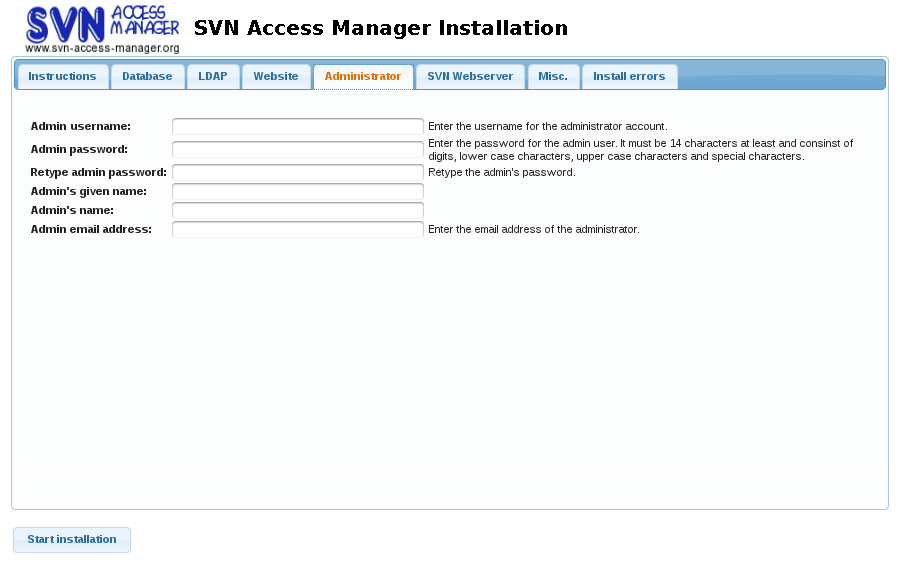 SVN ACCESS MANAGER
www.svn-access-manager.org
SVN Access Manager Installation
Instructions Database LDAP Website Administrator SVN Webserver Misc. Install errors
Admin username: Enter the username for the administrator account.
Admin password: Enter the password for the admin user. It must be 14 characters at least and consinst of
digits, lower case characters, upper case characters and special characters.
Retype admin password: Retype the admin's password.
Admin's given name:
Admin's name:
Admin email address: Enter the email address of the administrator.
Start installation